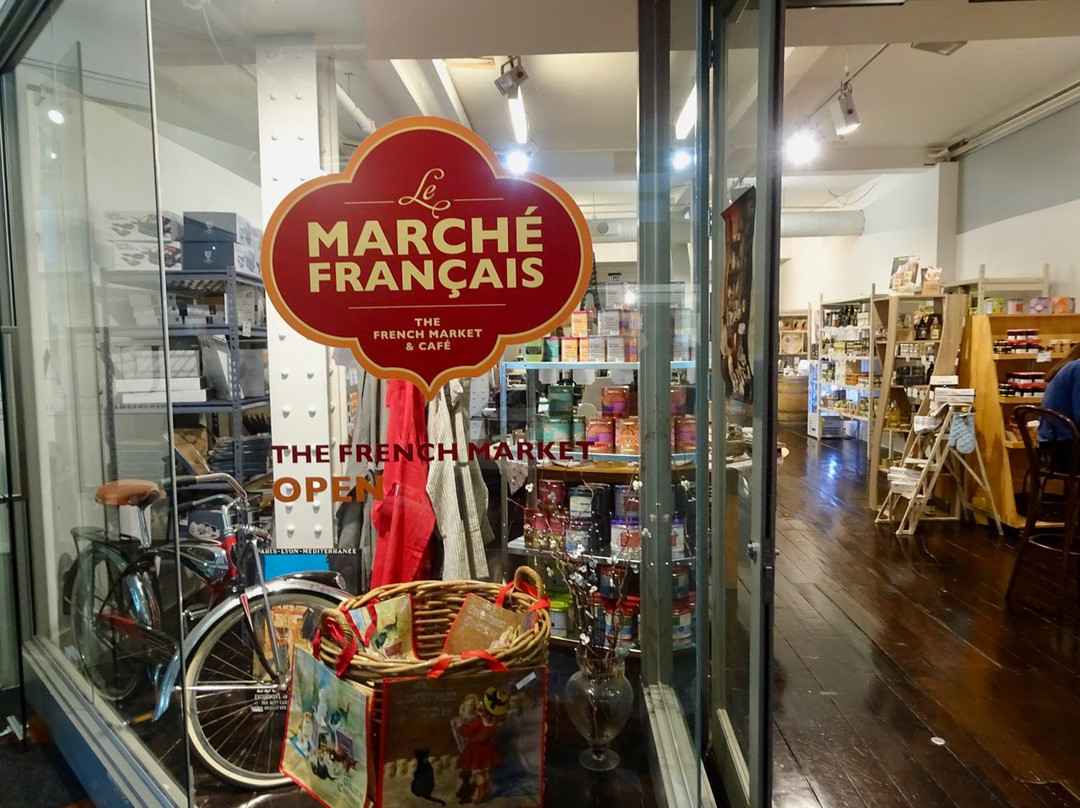 Le
MARCHÉ
FRANÇAIS
THE
FRENCH MARKET
& CAFÉ
THE FRENCH MARKET
OPEN
PARIS-LYON-MEDITERRANEE